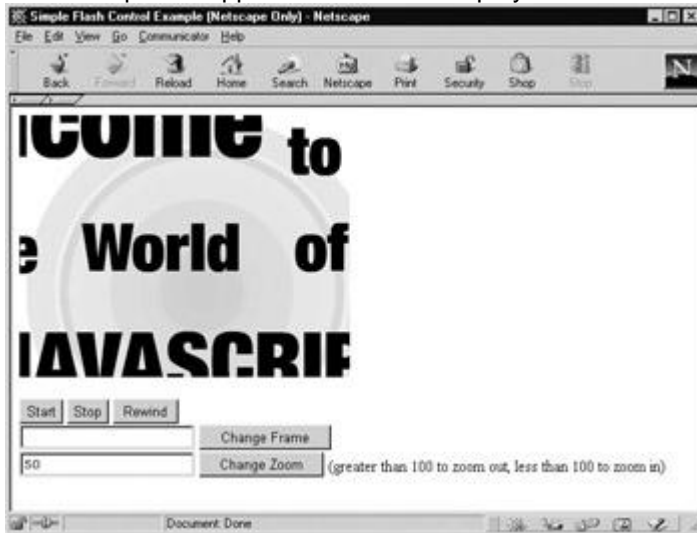 Simple Flash Control Example (Netscape Only) - Netscape
File Edit View Go Communicator Help
Back Forward Reload Home Search Netscape Print Security Shop Stop
N
lcome to
e World of
JAVASCRIP
Start Stop Rewind
Change Frame
50 Change Zoom (greater than 100 to zoom out, less than 100 to zoom in)
Document: Done